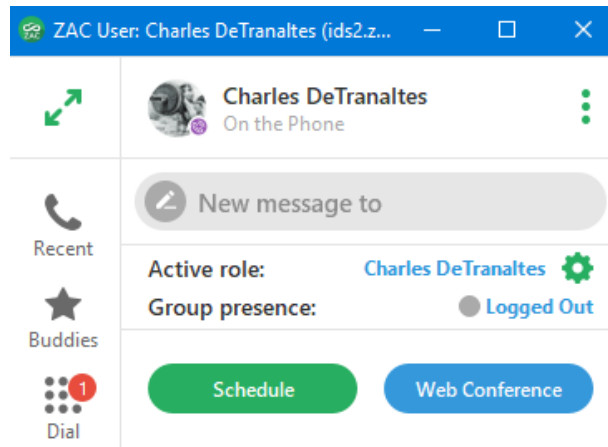 ZAC User: Charles DeTranaltes (ids2.z...
Charles DeTranaltes
On the Phone
New message to
Recent
Active role: Charles DeTranaltes
Group presence: Logged Out
Buddies
Schedule Web Conference
1
Dial